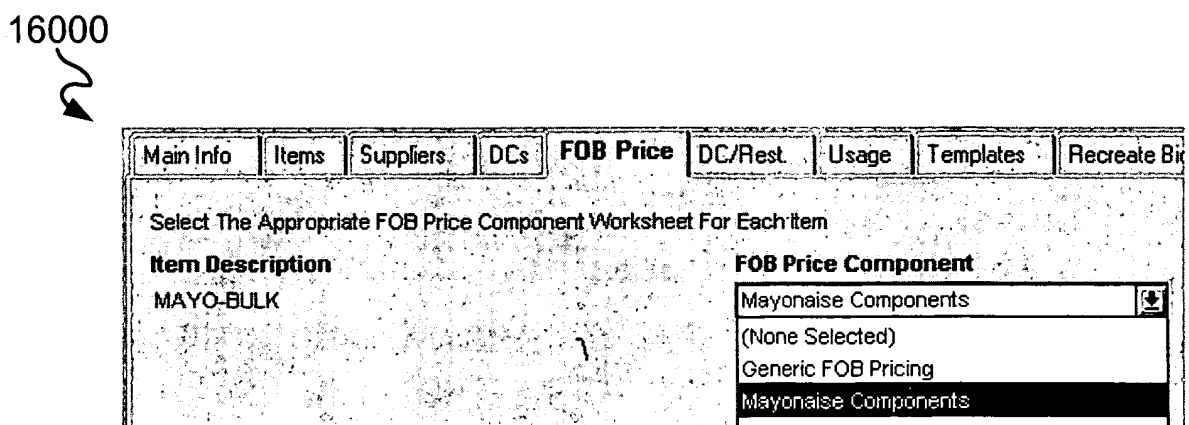 16000
Main Info Items Suppliers DCs FOB Price DC/Rest. Usage Templates Recreate
Select The Appropriate FOB Price Component Worksheet For Each Item
Item Description FOB Price Component
MAYO-BULK Mayonaise Components
(None Selected)
Generic FOB Pricing
Mayonaise Components